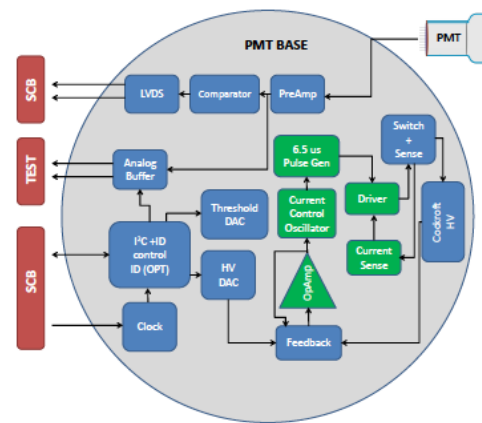 PMT
PMT BASE
SCB
LVDS
Comparator
PreAmp
Switch
+
Sense
6.5 us
Pulse Gen
TEST
Analog
Buffer
Driver
Cockroft
HV
Threshold
DAC
Current
Control
Oscillator
I²C +ID
control
ID (OPT)
SCB
HV
DAC
Current
Sense
OpAmp
Clock
Feedback